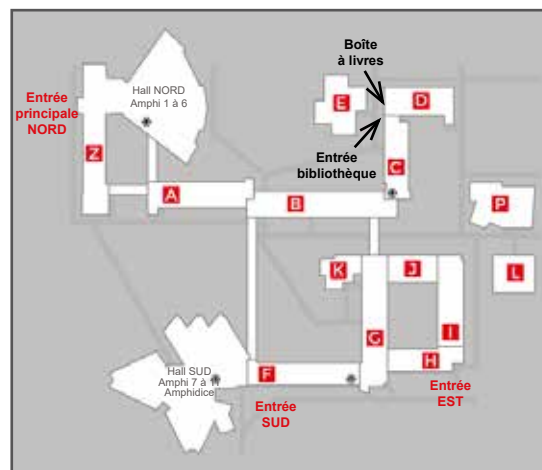 Boîte
à livres
Hall NORD
Amphi 1 à 6
Entrée
principale
NORD
E
D
Entrée
bibliothèque
Z
C
A
B
P
K
J
L
G
I
H
Hall SUD
Amphi 7 à 11
Amphidice
F
Entrée
SUD
Entrée
EST